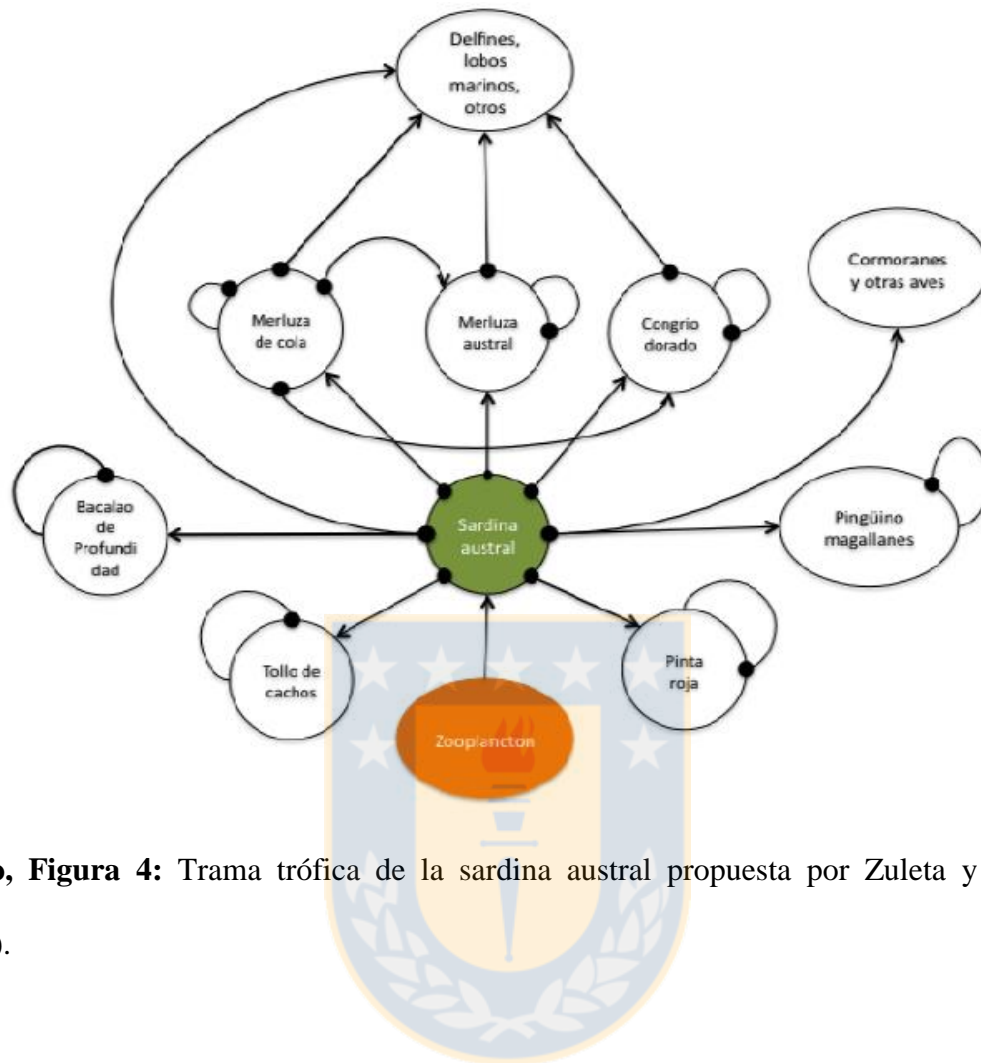 Delfines,
lobos
marinos,
otros
Cormoranes
y otras aves
Merluza
de cola
Merluza
austral
Congrio
dorado
Bacalao
de
Profundi
dad
Sardina
austral
Pingüino
magallanes
Tollo de
cachos
Pinta
roja
Zooplancton
, Figura 4: Trama trófica de la sardina austral propuesta por Zuleta y
).